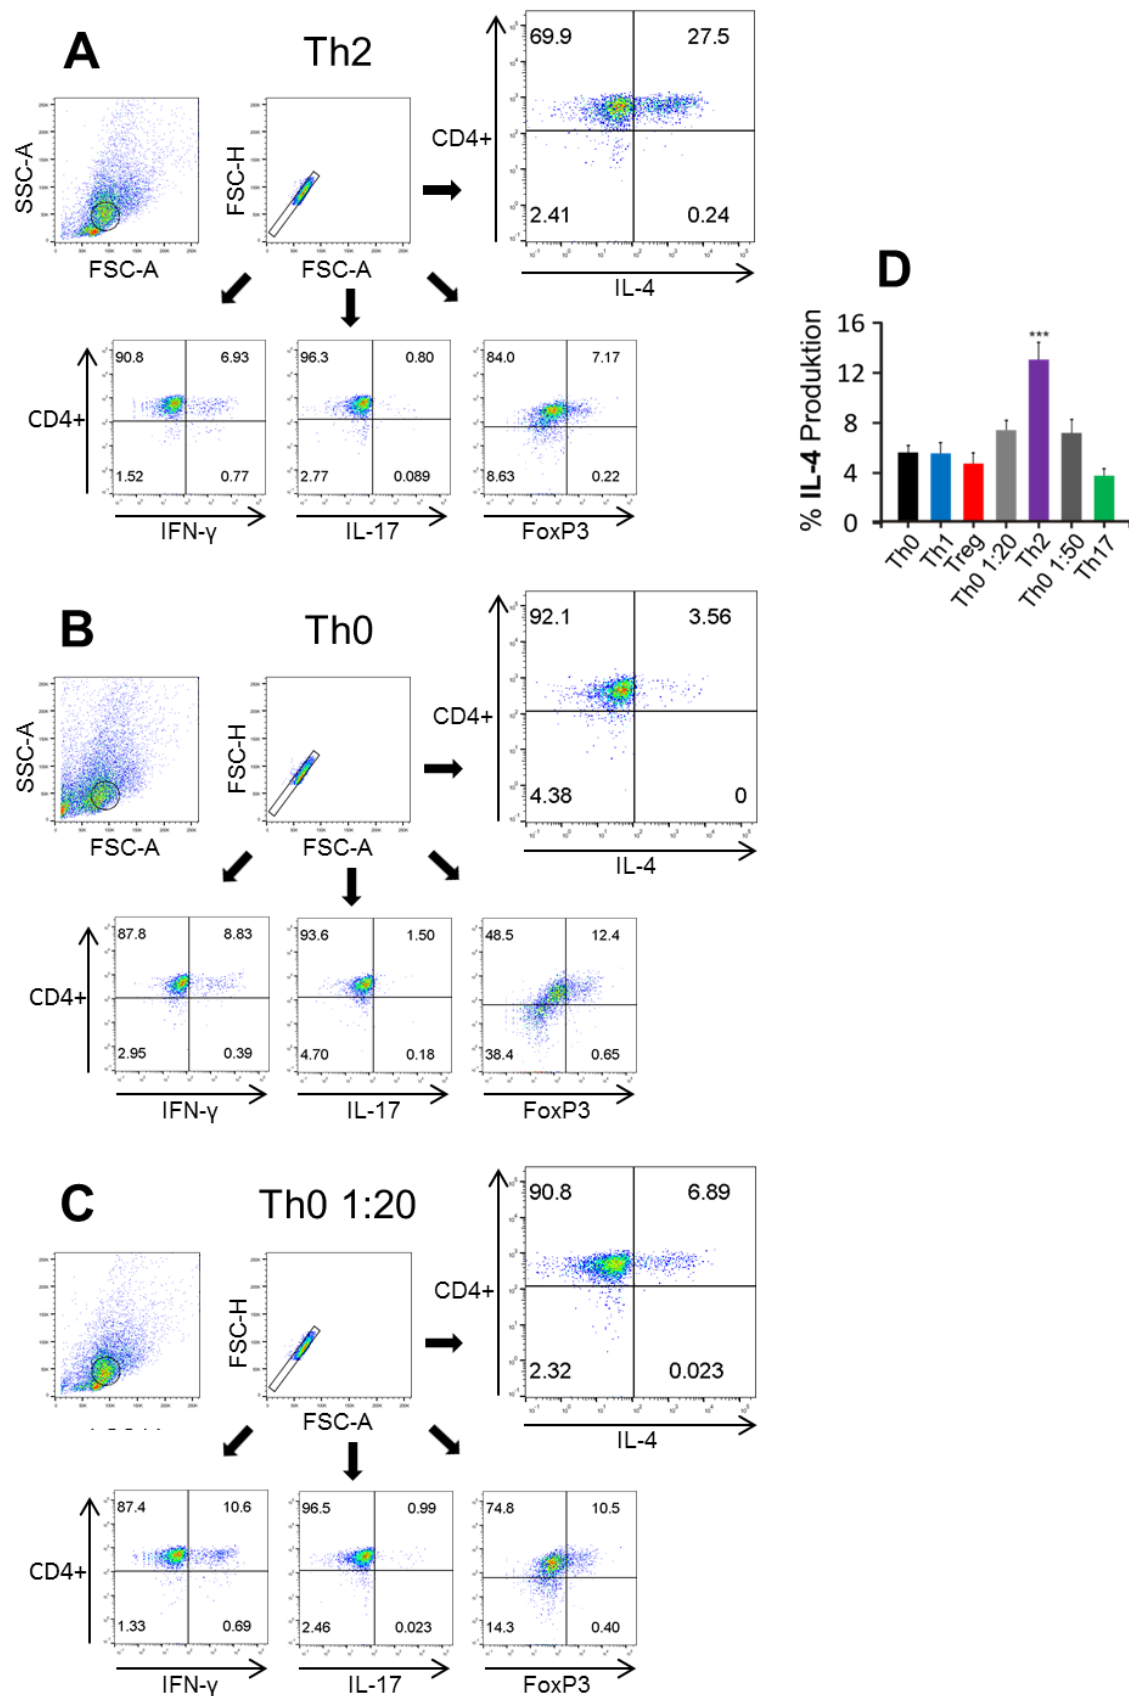 A
Th2
SSC-A
FSC-A
FSC-H
FSC-A
CD4+
69.9 27.5
2.41 0.24
IL-4
CD4+
90.8 6.93
1.52 0.77
IFN-γ
96.3 0.80
2.77 0.089
IL-17
84.0 7.17
8.63 0.22
FoxP3
D
% IL-4 Produktion
16
12
8
4
0
Th0
Th1
Treg
Th0 1:20
Th2
Th0 1:50
Th17
***
B
Th0
SSC-A
FSC-A
FSC-H
FSC-A
CD4+
92.1 3.56
4.38 0
IL-4
CD4+
87.8 8.83
2.95 0.39
IFN-γ
93.6 1.50
4.70 0.18
IL-17
48.5 12.4
38.4 0.65
FoxP3
C
Th0 1:20
FSC-H
FSC-A
CD4+
90.8 6.89
2.32 0.023
IL-4
CD4+
87.4 10.6
1.33 0.69
IFN-γ
96.5 0.99
2.46 0.023
IL-17
74.8 10.5
14.3 0.40
FoxP3